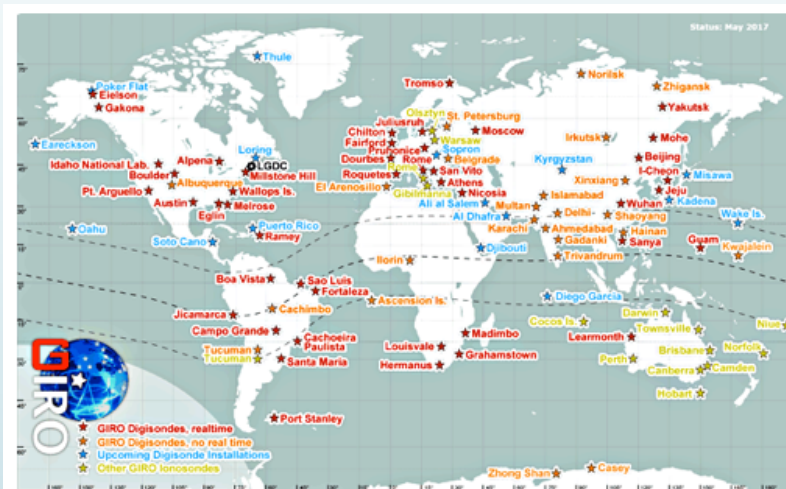 Status: May 2017
Thule
Tromso
Norilsk
Zhigansk
Poker Flat
Eielson
Gakona
Yakutsk
Olsztyn
Juliusruh
St. Petersburg
Chilton
Moscow
Warsaw
Fairford
Eareckson
Loring
Pruhonice
Sopron
Irkutsk
Mohe
Alpena
LGDC
Dourbes
Rome
Belgrade
Beijing
Idaho National Lab.
Boulder
Millstone Hill
Roquetes
Rome
San Vito
Kyrgyzstan
I-Cheon
Misawa
Albuquerque
Athens
Xinxiang
Pt. Arguello
Wallops Is.
El Arenosillo
Gibilmanna
Nicosia
Jeju
Islamabad
Austin
Melrose
Ali al Salem
Multan
Wuhan
Kadena
Eglin
Al Dhafra
Delhi
Shaoyang
Wake Is.
Oahu
Puerto Rico
Karachi
Ahmedabad
Hainan
Soto Cano
Ramey
Djibouti
Gadanki
Sanya
Guam
Kwajalein
Ilorin
Trivandrum
Boa Vista
Sao Luis
Fortaleza
Ascension Is.
Diego Garcia
Jicamarca
Cachimbo
Cocos Is.
Darwin
Niue
Campo Grande
Townsville
Cachoeira
Paulista
Madimbo
Learmonth
Tucuman
Louisvale
Brisbane
Norfolk
Tucuman
Santa Maria
Grahamstown
Perth
Hermanus
Canberra
Camden
Hobart
Port Stanley
GIRO
GIRO Digisondes, realtime
GIRO Digisondes, no real time
Upcoming Digisonde Installations
Other GIRO Ionosondes
Zhong Shan
Casey